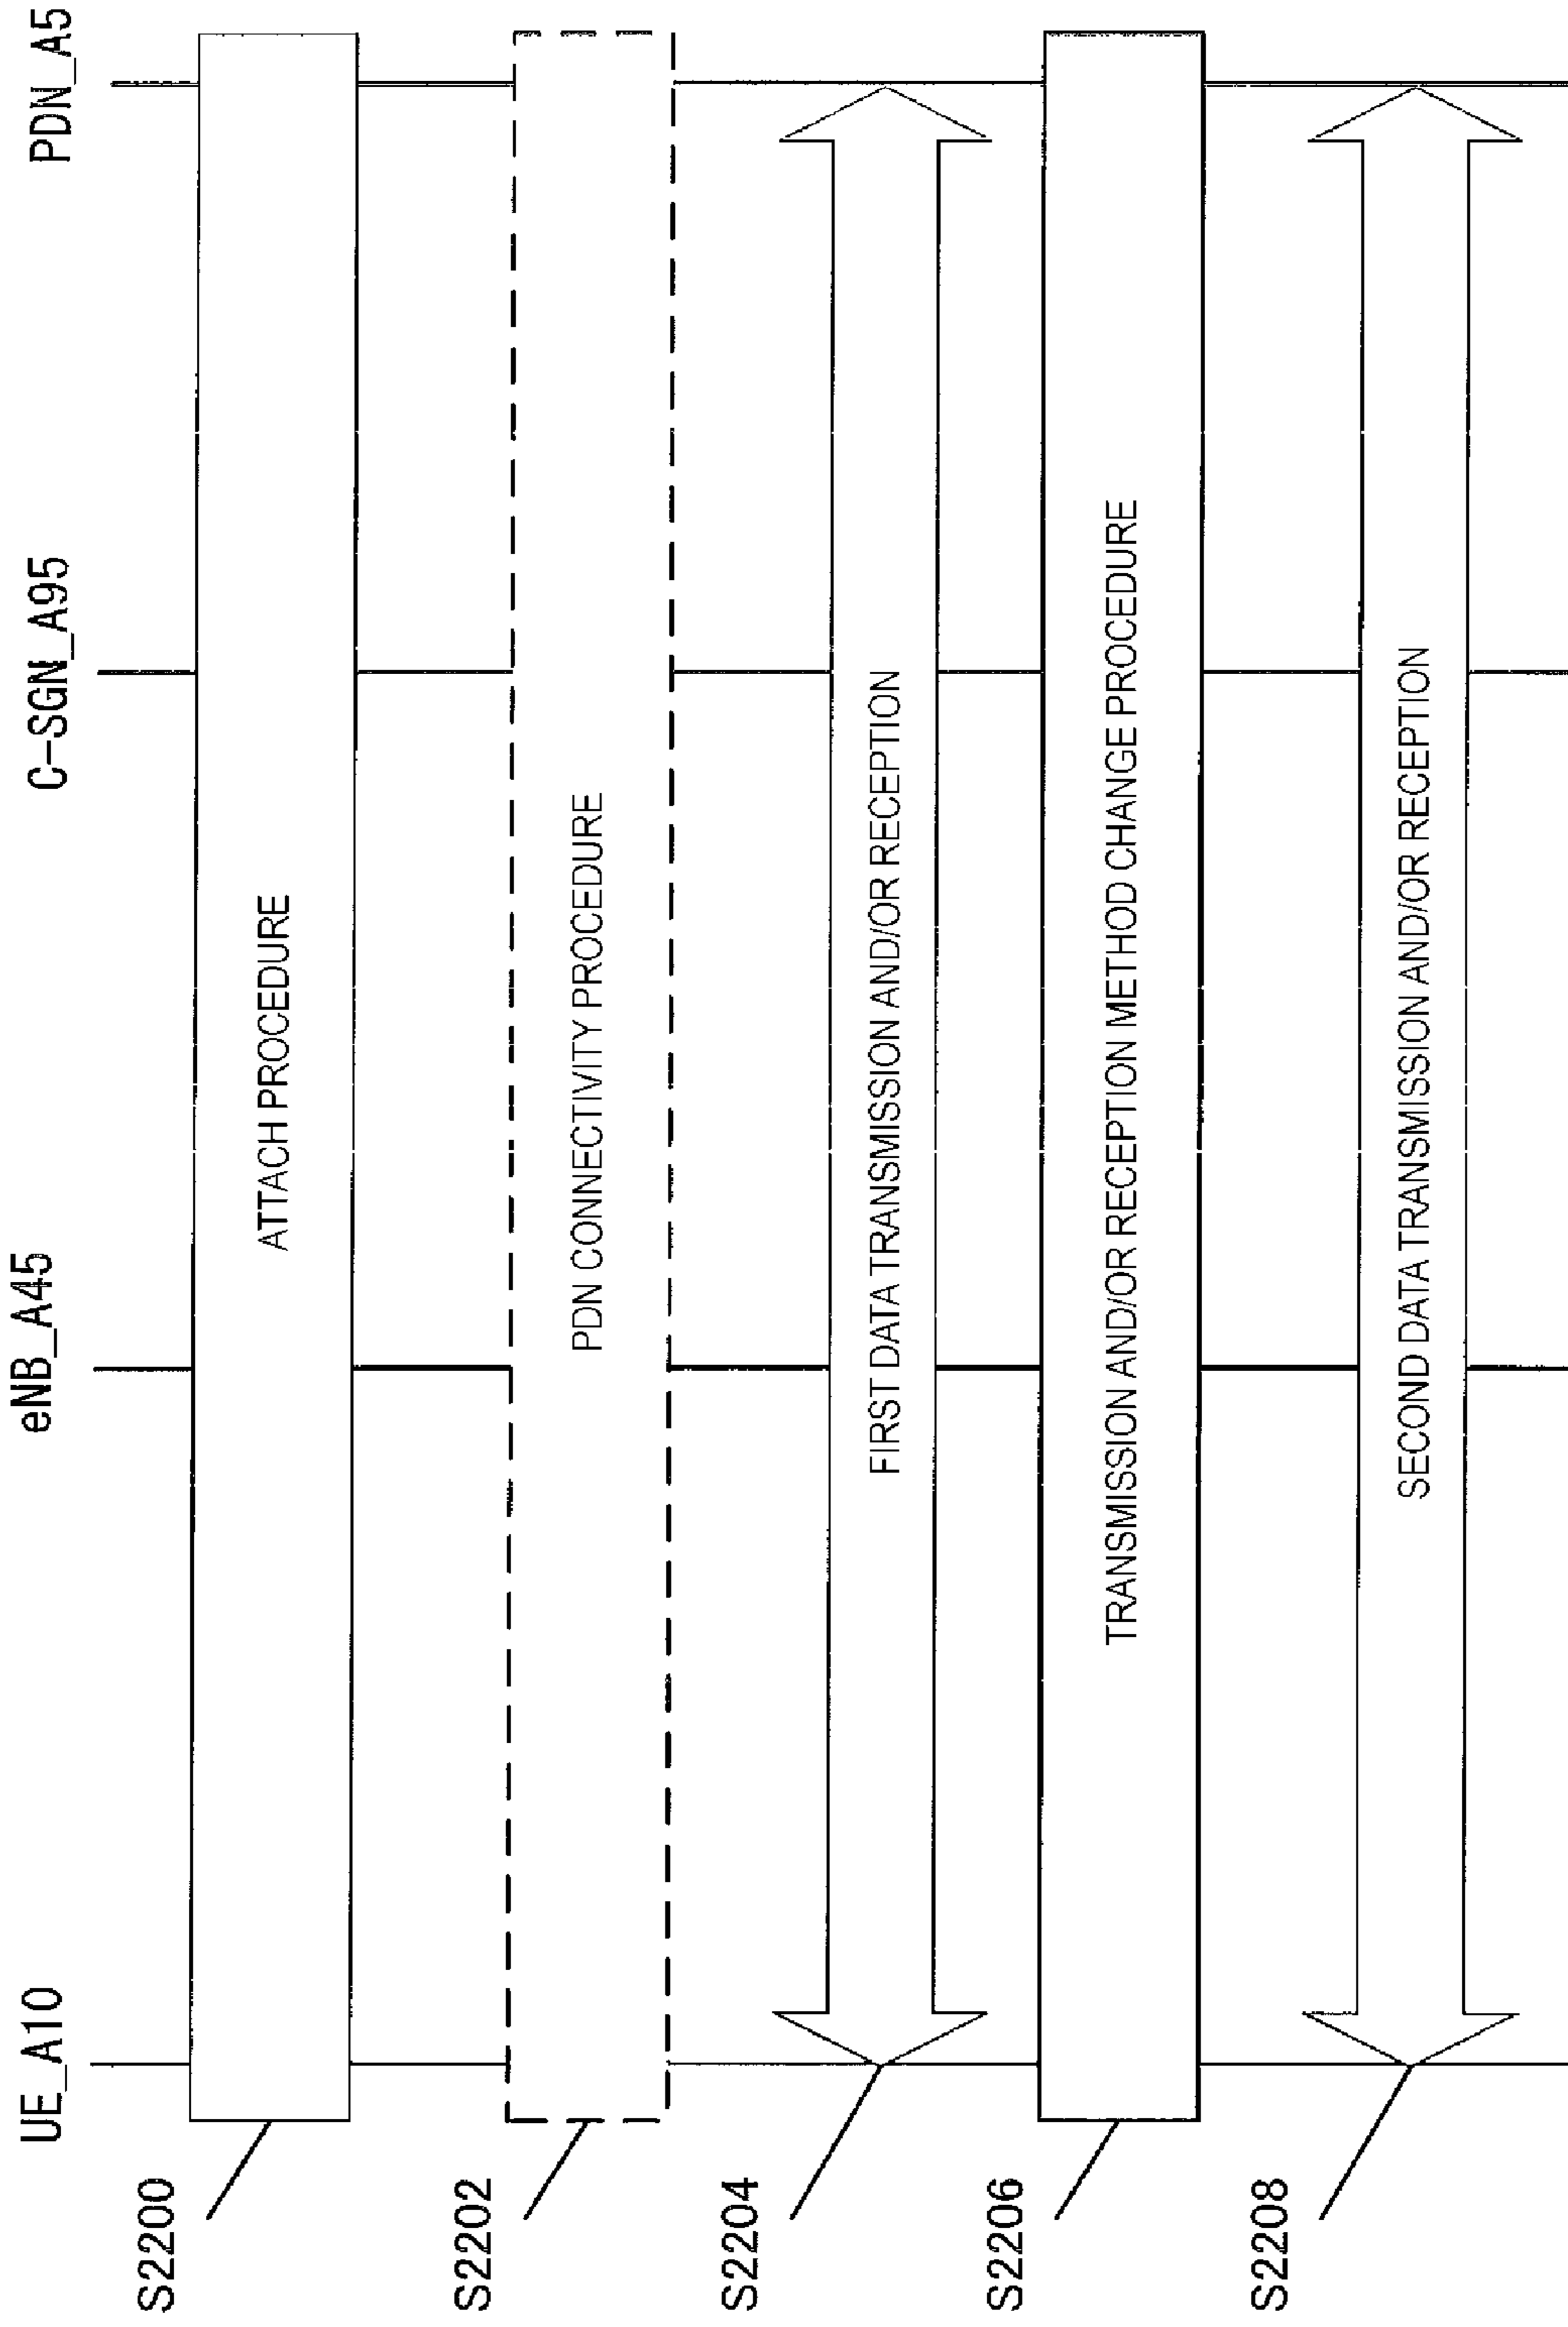 UE_A10
eNB_A45
C-SGN_A95
PDN_A5
S2200
ATTACH PROCEDURE
S2202
PDN CONNECTIVITY PROCEDURE
S2204
FIRST DATA TRANSMISSION AND/OR RECEPTION
S2206
TRANSMISSION AND/OR RECEPTION METHOD CHANGE PROCEDURE
S2208
SECOND DATA TRANSMISSION AND/OR RECEPTION